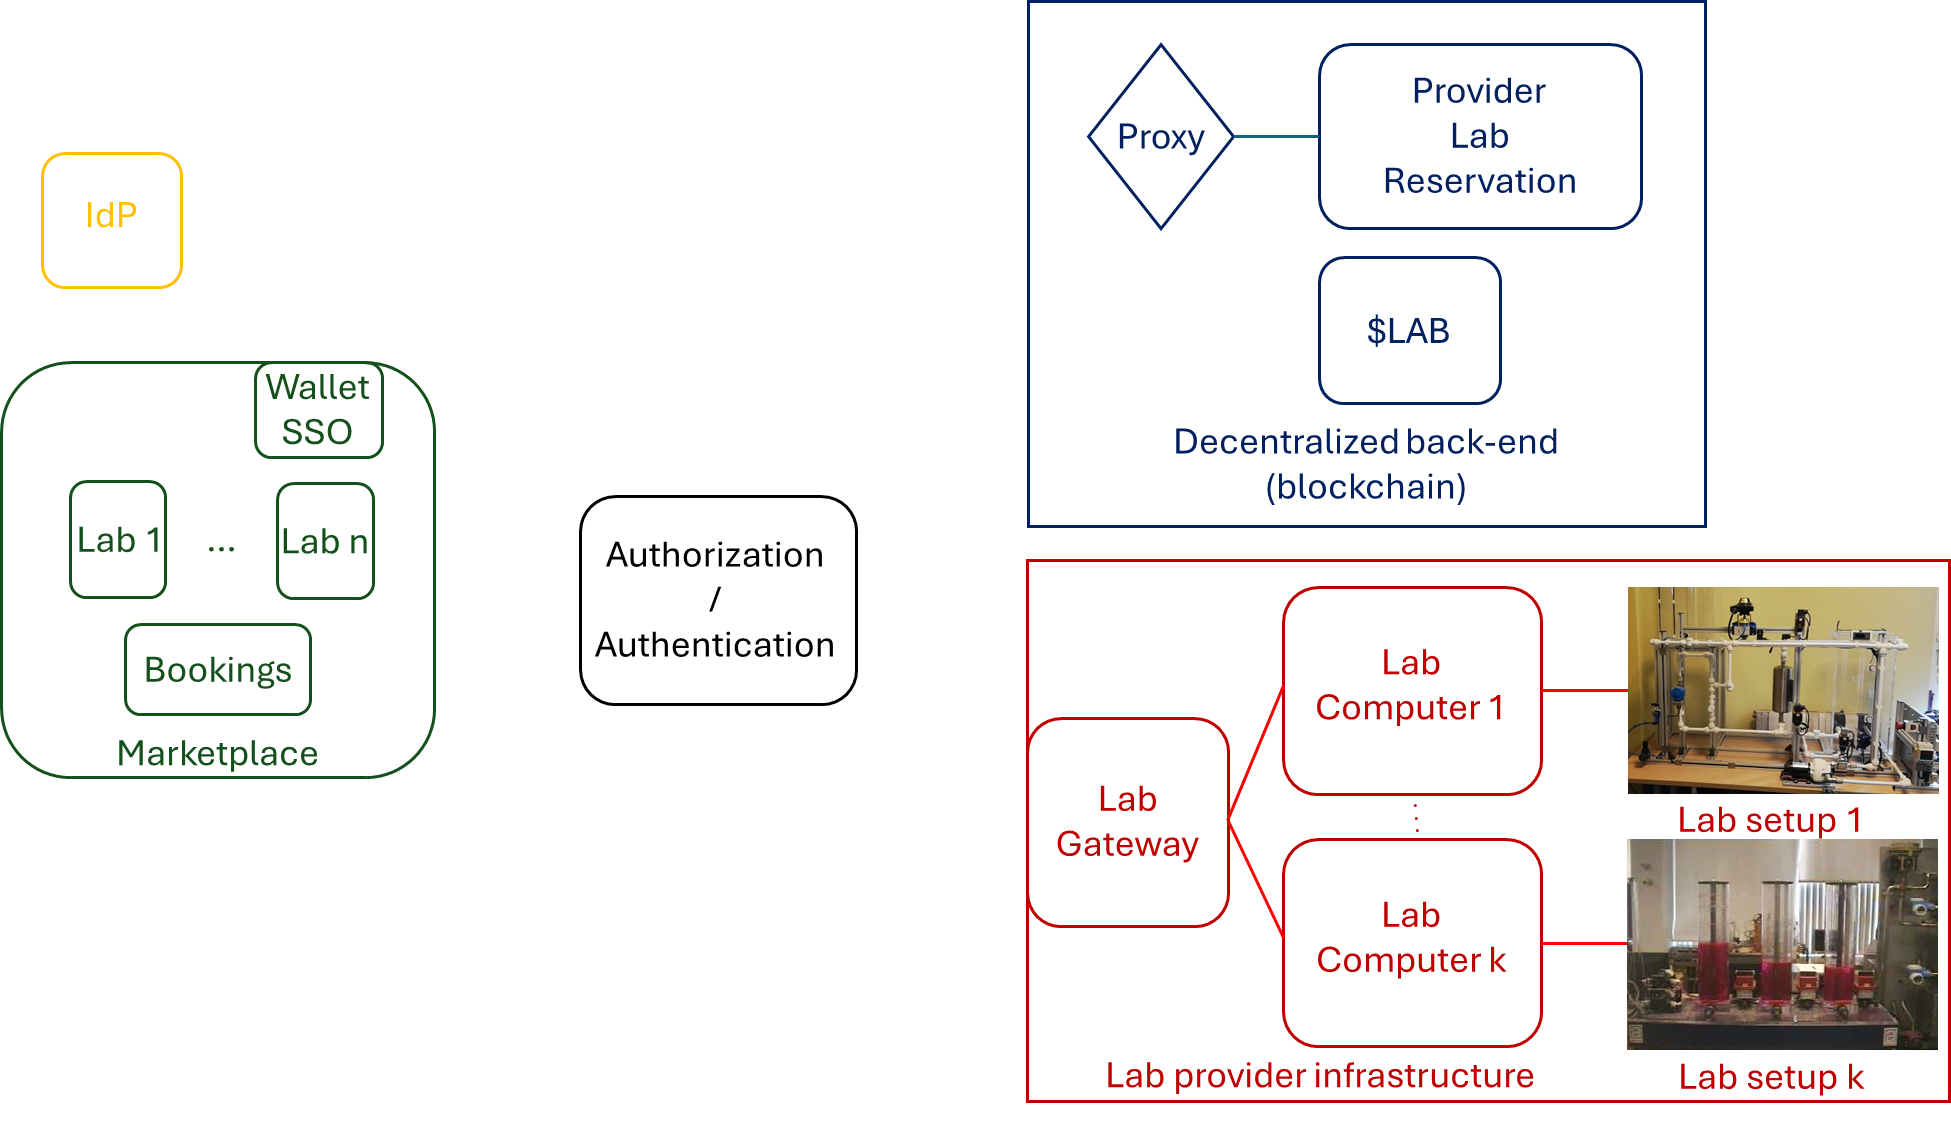 IdP
Wallet
SSO
Lab 1
...
Lab n
Bookings
Marketplace
Authorization
/
Authentication
Proxy
Provider
Lab
Reservation
$LAB
Decentralized back-end
(blockchain)
Lab
Gateway
Lab
Computer 1
...
Lab
Computer k
Lab setup 1
Lab setup k
Lab provider infrastructure